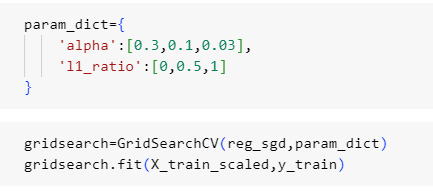 param_dict={
'alpha':[0.3,0.1,0.03],
'l1_ratio':[0,0.5,1]
}
gridsearch=GridSearchCV(reg_sgd,param_dict)
gridsearch.fit(X_train_scaled,y_train)